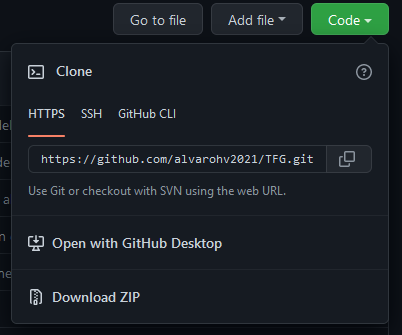 Go to file
Add file
Code
Clone
HTTPS
SSH
GitHub CLI
https://github.com/alvarohv2021/TFG.git
Use Git or checkout with SVN using the web URL.
Open with GitHub Desktop
Download ZIP